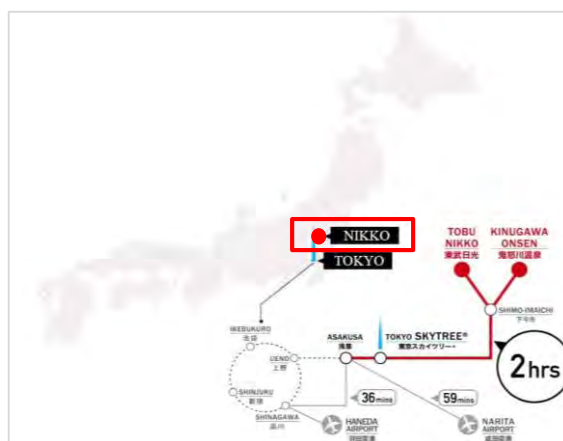 NIKKO
TOKYO
TOBU
NIKKO
東武日光
KINUGAWA
ONSEN
鬼怒川温泉
SHIMO-IMAICHI
下今市
2hrs
IKEBUKURO
池袋
UENO
上野
SHINJUKU
新宿
SHINAGAWA
品川
ASAKUSA
浅草
TOKYO SKYTREE®
東京スカイツリー®
36mins
59mins
HANEDA
AIRPORT
羽田空港
NARITA
AIRPORT
成田空港